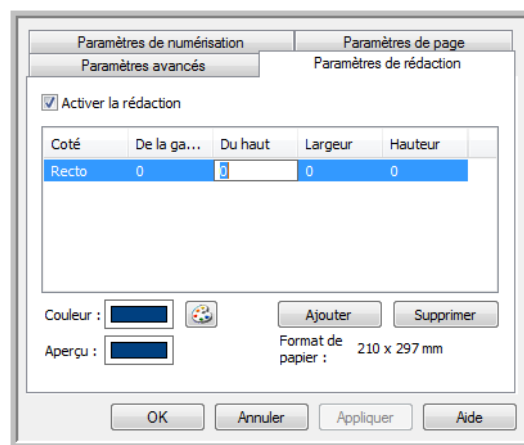 Paramètres de numérisation Paramètres de page
Paramètres avancés Paramètres de rédaction
Activer la rédaction
Coté De la ga... Du haut Largeur Hauteur
Recto 0 0 0 0
Couleur : Ajouter Supprimer
Aperçu : Format de papier : 210 x 297 mm
OK Annuler Appliquer Aide